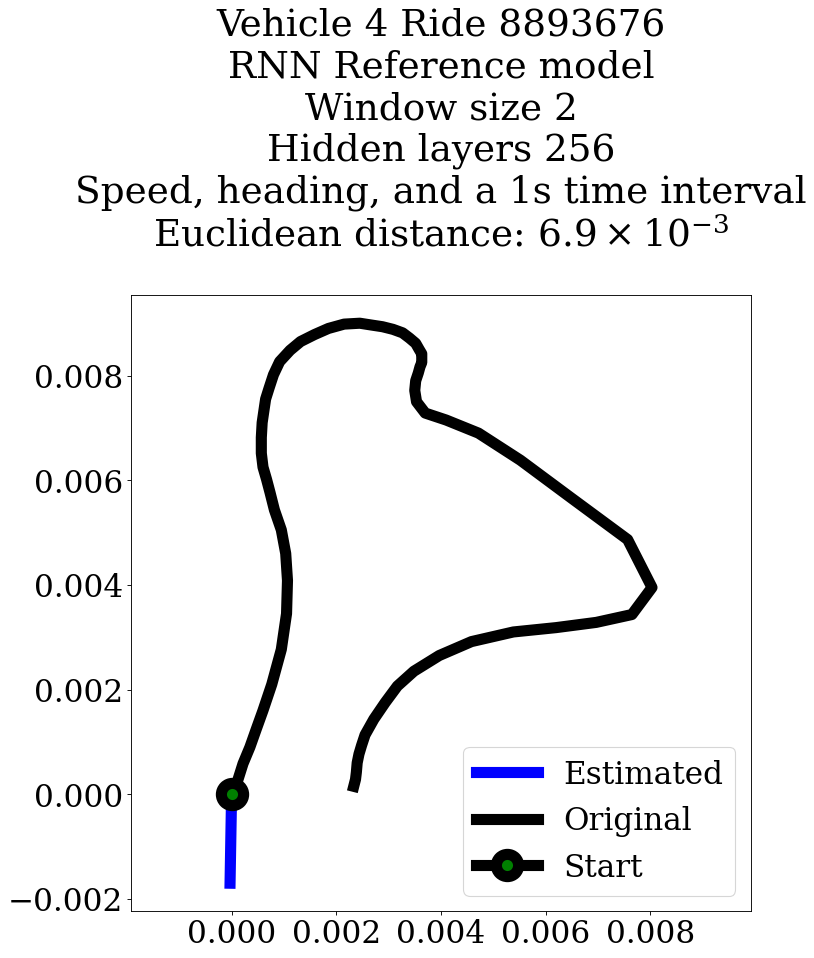 Vehicle 4 Ride 8893676
RNN Reference model
Window size 2
Hidden layers 256
Speed, heading, and a 1s time interval
Euclidean distance: 6.9 × 10⁻³
0.008
0.006
0.004
0.002
0.000
−0.002
Estimated
Original
Start
0.000 0.002 0.004 0.006 0.008